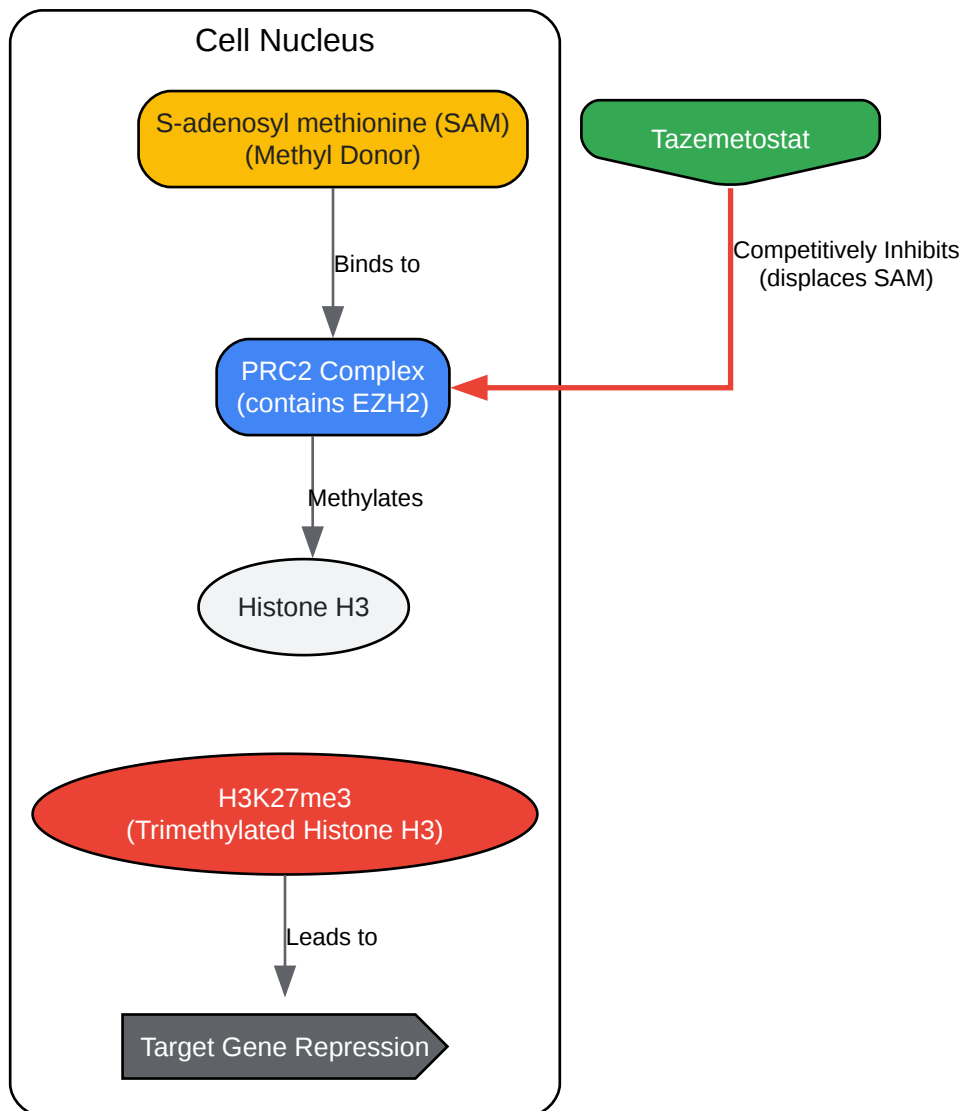 Cell Nucleus
S-adenosyl methionine (SAM)
(Methyl Donor)
Tazemetostat
Competitively Inhibits
(displaces SAM)
Binds to
PRC2 Complex
(contains EZH2)
Methylates
Histone H3
H3K27me3
(Trimethylated Histone H3)
Leads to
Target Gene Repression